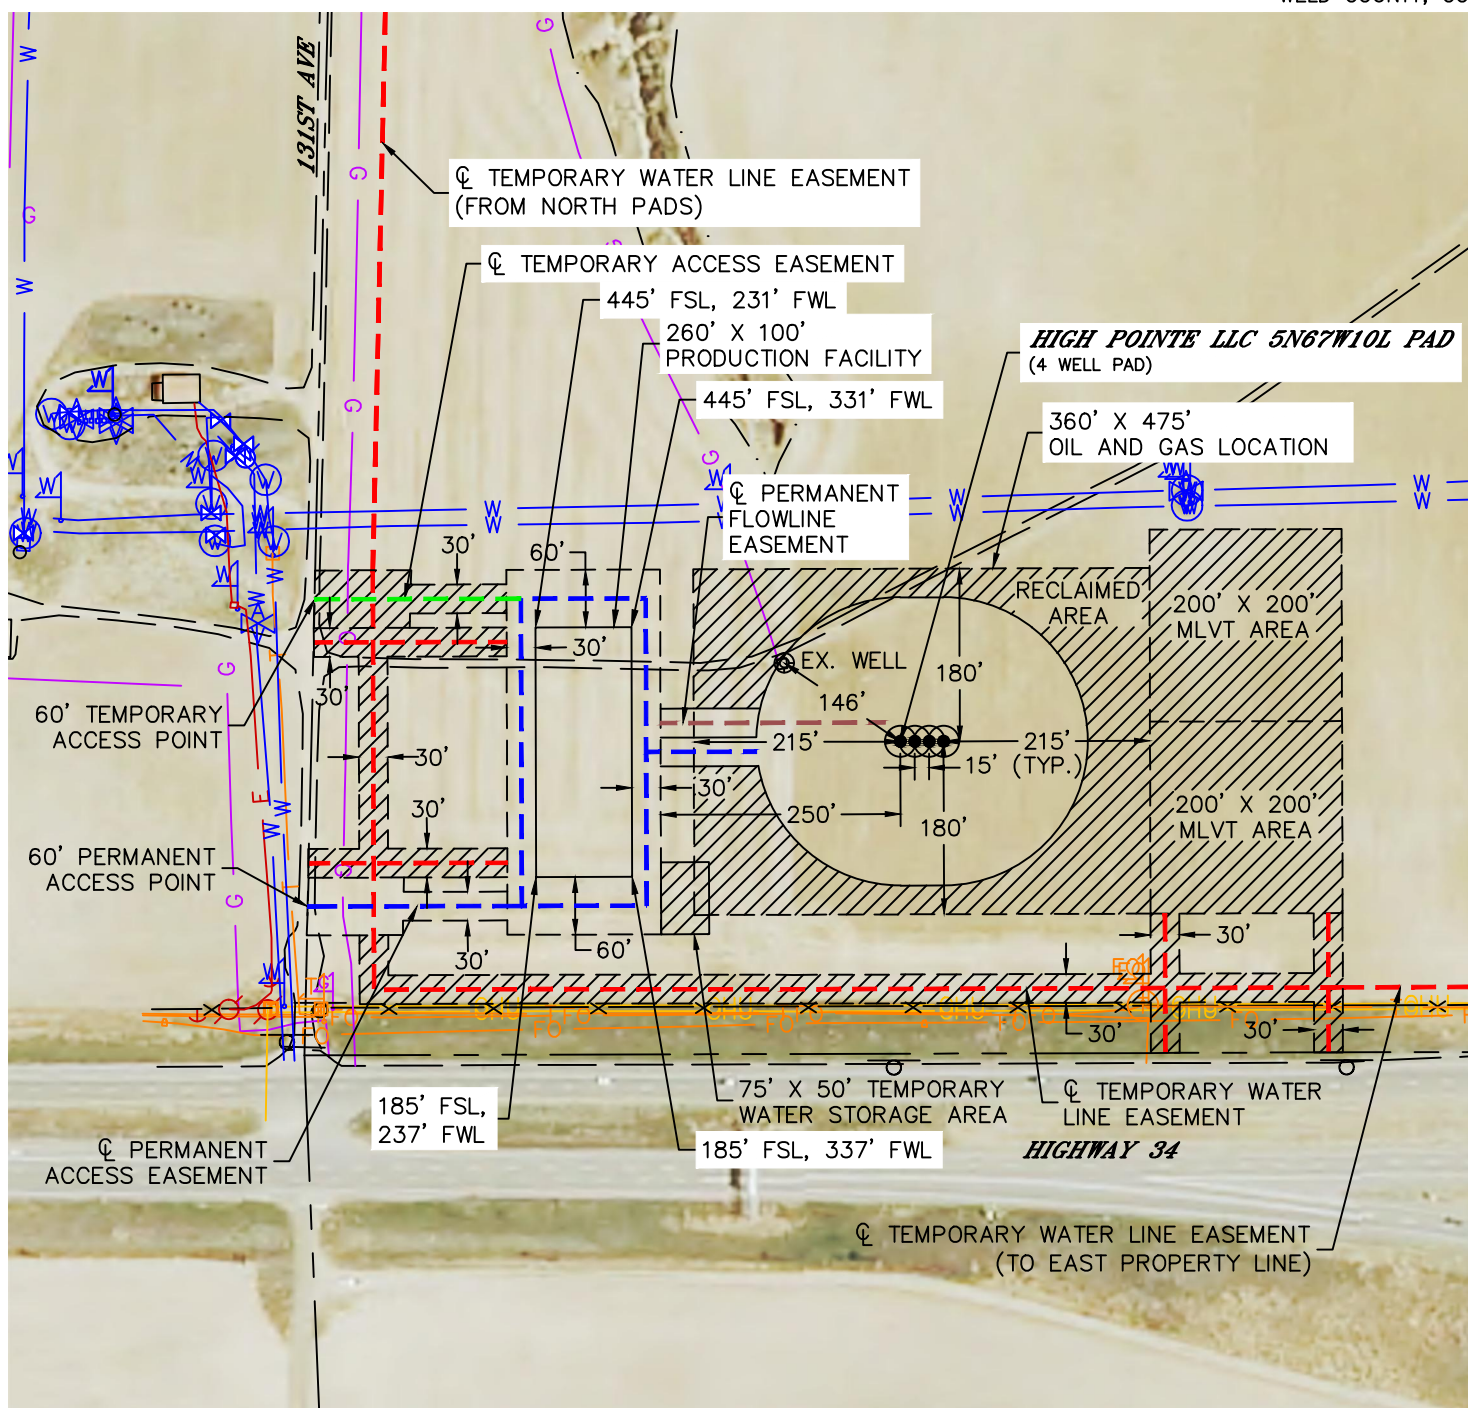 131ST AVE
℄ TEMPORARY WATER LINE EASEMENT
(FROM NORTH PADS)
℄ TEMPORARY ACCESS EASEMENT
445' FSL, 231' FWL
260' X 100'
PRODUCTION FACILITY
445' FSL, 331' FWL
HIGH POINTE LLC 5N67W10L PAD
(4 WELL PAD)
360' X 475'
OIL AND GAS LOCATION
℄ PERMANENT
FLOWLINE
EASEMENT
30'
60'
RECLAIMED
AREA
200' X 200'
MLVT AREA
30'
EX. WELL
180'
30'
146'
60' TEMPORARY
ACCESS POINT
215'
215'
30'
15' (TYP.)
30'
30'
250'
180'
200' X 200'
MLVT AREA
60' PERMANENT
ACCESS POINT
30'
60'
30'
30'
30'
75' X 50' TEMPORARY
WATER STORAGE AREA
℄ TEMPORARY WATER
LINE EASEMENT
185' FSL,
237' FWL
185' FSL, 337' FWL
HIGHWAY 34
℄ PERMANENT
ACCESS EASEMENT
℄ TEMPORARY WATER LINE EASEMENT
(TO EAST PROPERTY LINE)